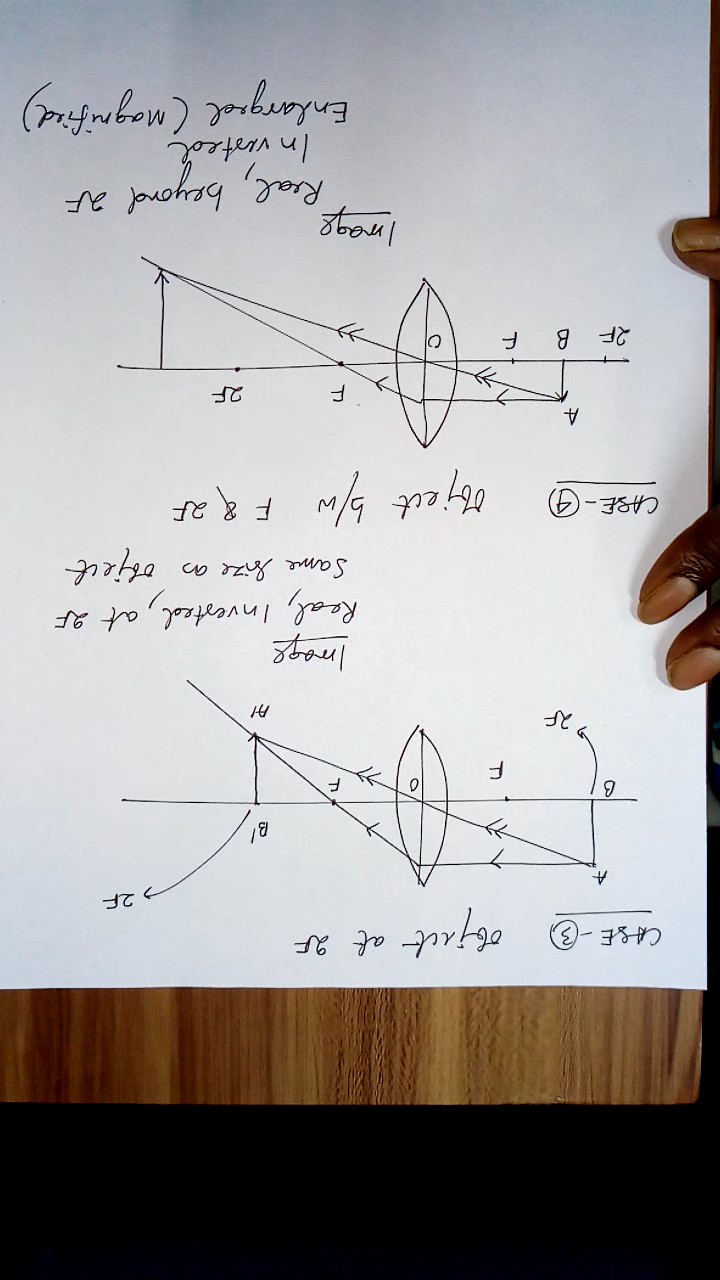 CASE-③ Object at 2F
A
B
2F
F
O
F
B'
A'
2F
Image
Real, Inverted, at 2F
Same size as object
CASE-④ Object b/w F & 2F
A
2F B F O F 2F
Image
Real, beyond 2F
Inverted
Enlarged (Magnified)